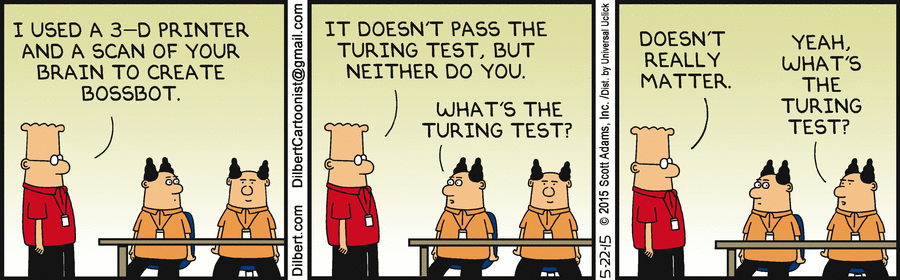 I USED A 3-D PRINTER
AND A SCAN OF YOUR
BRAIN TO CREATE
BOSSBOT.
Dilbert.com DilbertCartoonist@gmail.com
IT DOESN'T PASS THE
TURING TEST, BUT
NEITHER DO YOU.
WHAT'S THE
TURING TEST?
5-22-15 © 2015 Scott Adams, Inc. /Dist. by Universal Uclick
DOESN'T
REALLY
MATTER.
YEAH,
WHAT'S
THE
TURING
TEST?